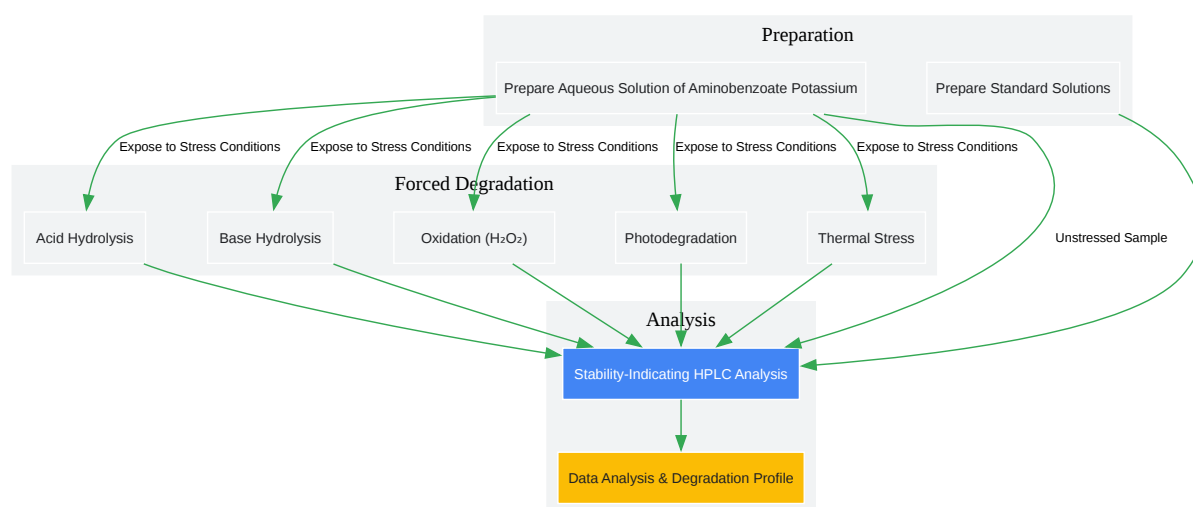 Preparation
Prepare Aqueous Solution of Aminobenzoate Potassium
Prepare Standard Solutions
Expose to Stress Conditions
Expose to Stress Conditions
Expose to Stress Conditions
Expose to Stress Conditions
Expose to Stress Conditions
Forced Degradation
Acid Hydrolysis
Base Hydrolysis
Oxidation (H₂O₂)
Photodegradation
Thermal Stress
Unstressed Sample
Analysis
Stability-Indicating HPLC Analysis
Data Analysis & Degradation Profile